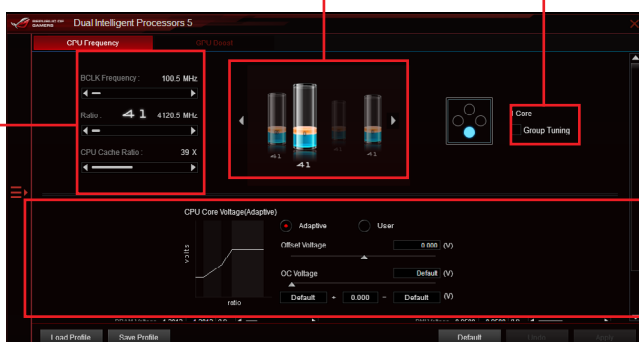 Dual Intelligent Processors 5
CPU Frequency
GPU Boost
BCLK Frequency : 100.5 MHz
Ratio : 41 4120.5 MHz
CPU Cache Ratio : 39 X
41
41
41
Core
Group Tuning
CPU Core Voltage(Adaptive)
Adaptive User
Offset Voltage 0.000 (V)
volts
OC Voltage Default (V)
Default + 0.000 = Default (V)
ratio
Load Profile Save Profile Default Undo Apply